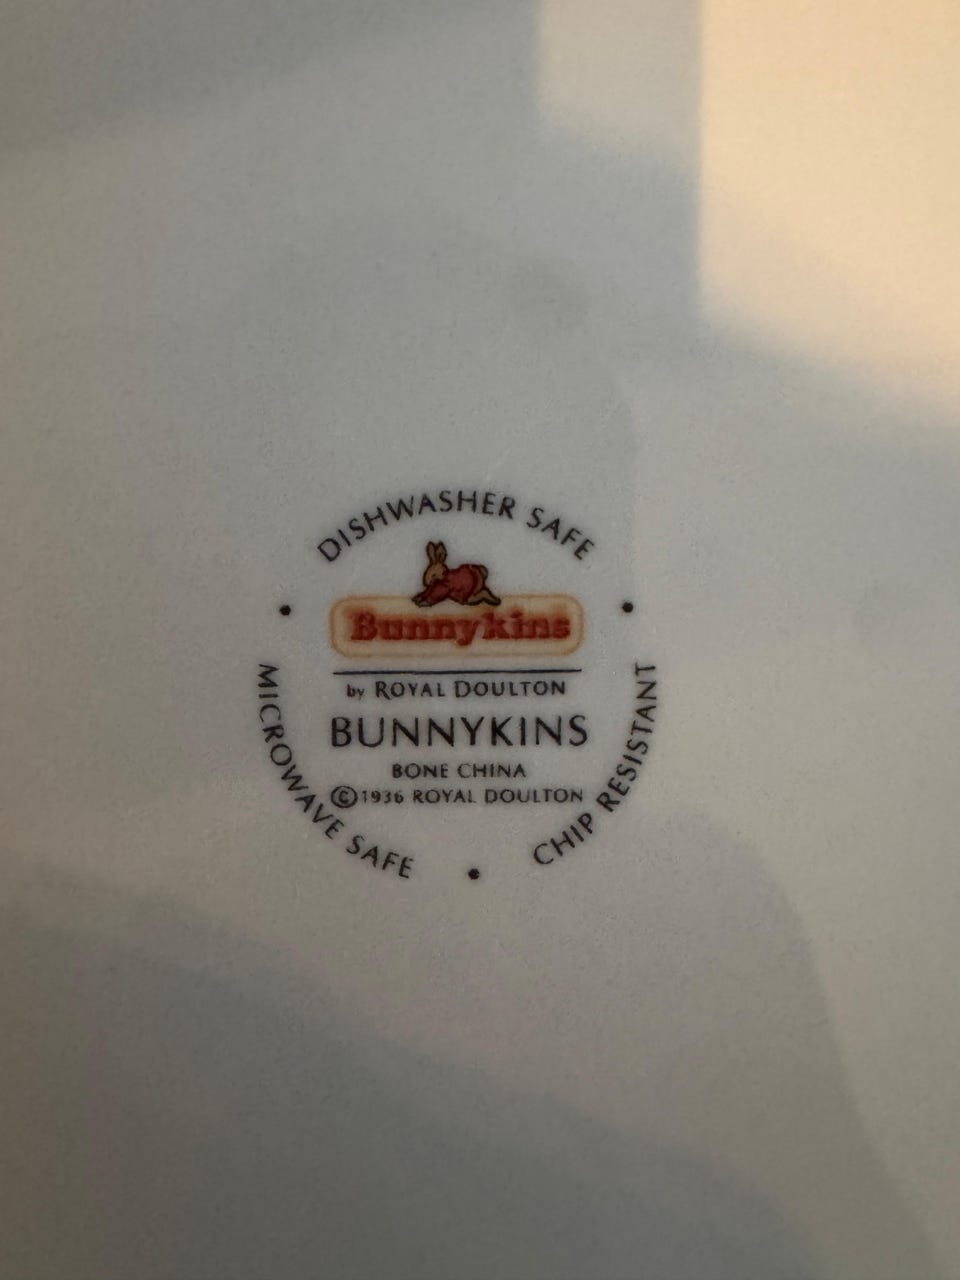 DISHWASHER SAFE
Bunnykins
by ROYAL DOULTON
BUNNYKINS
BONE CHINA
©1936 ROYAL DOULTON
MICROWAVE SAFE
CHIP RESISTANT